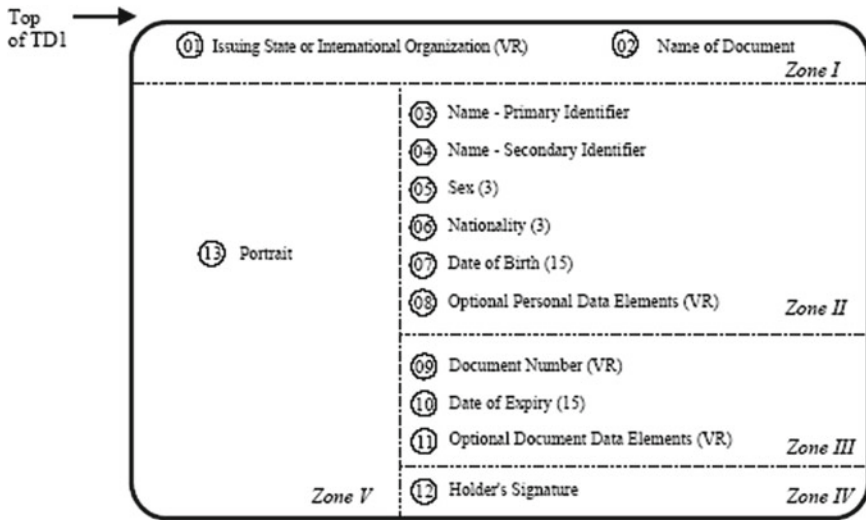 Top
of TD1
01 Issuing State or International Organization (VR) 02 Name of Document
Zone I
03 Name - Primary Identifier
04 Name - Secondary Identifier
05 Sex (3)
06 Nationality (3)
13 Portrait
07 Date of Birth (15)
08 Optional Personal Data Elements (VR)
Zone II
09 Document Number (VR)
10 Date of Expiry (15)
11 Optional Document Data Elements (VR)
Zone III
12 Holder's Signature
Zone V
Zone IV